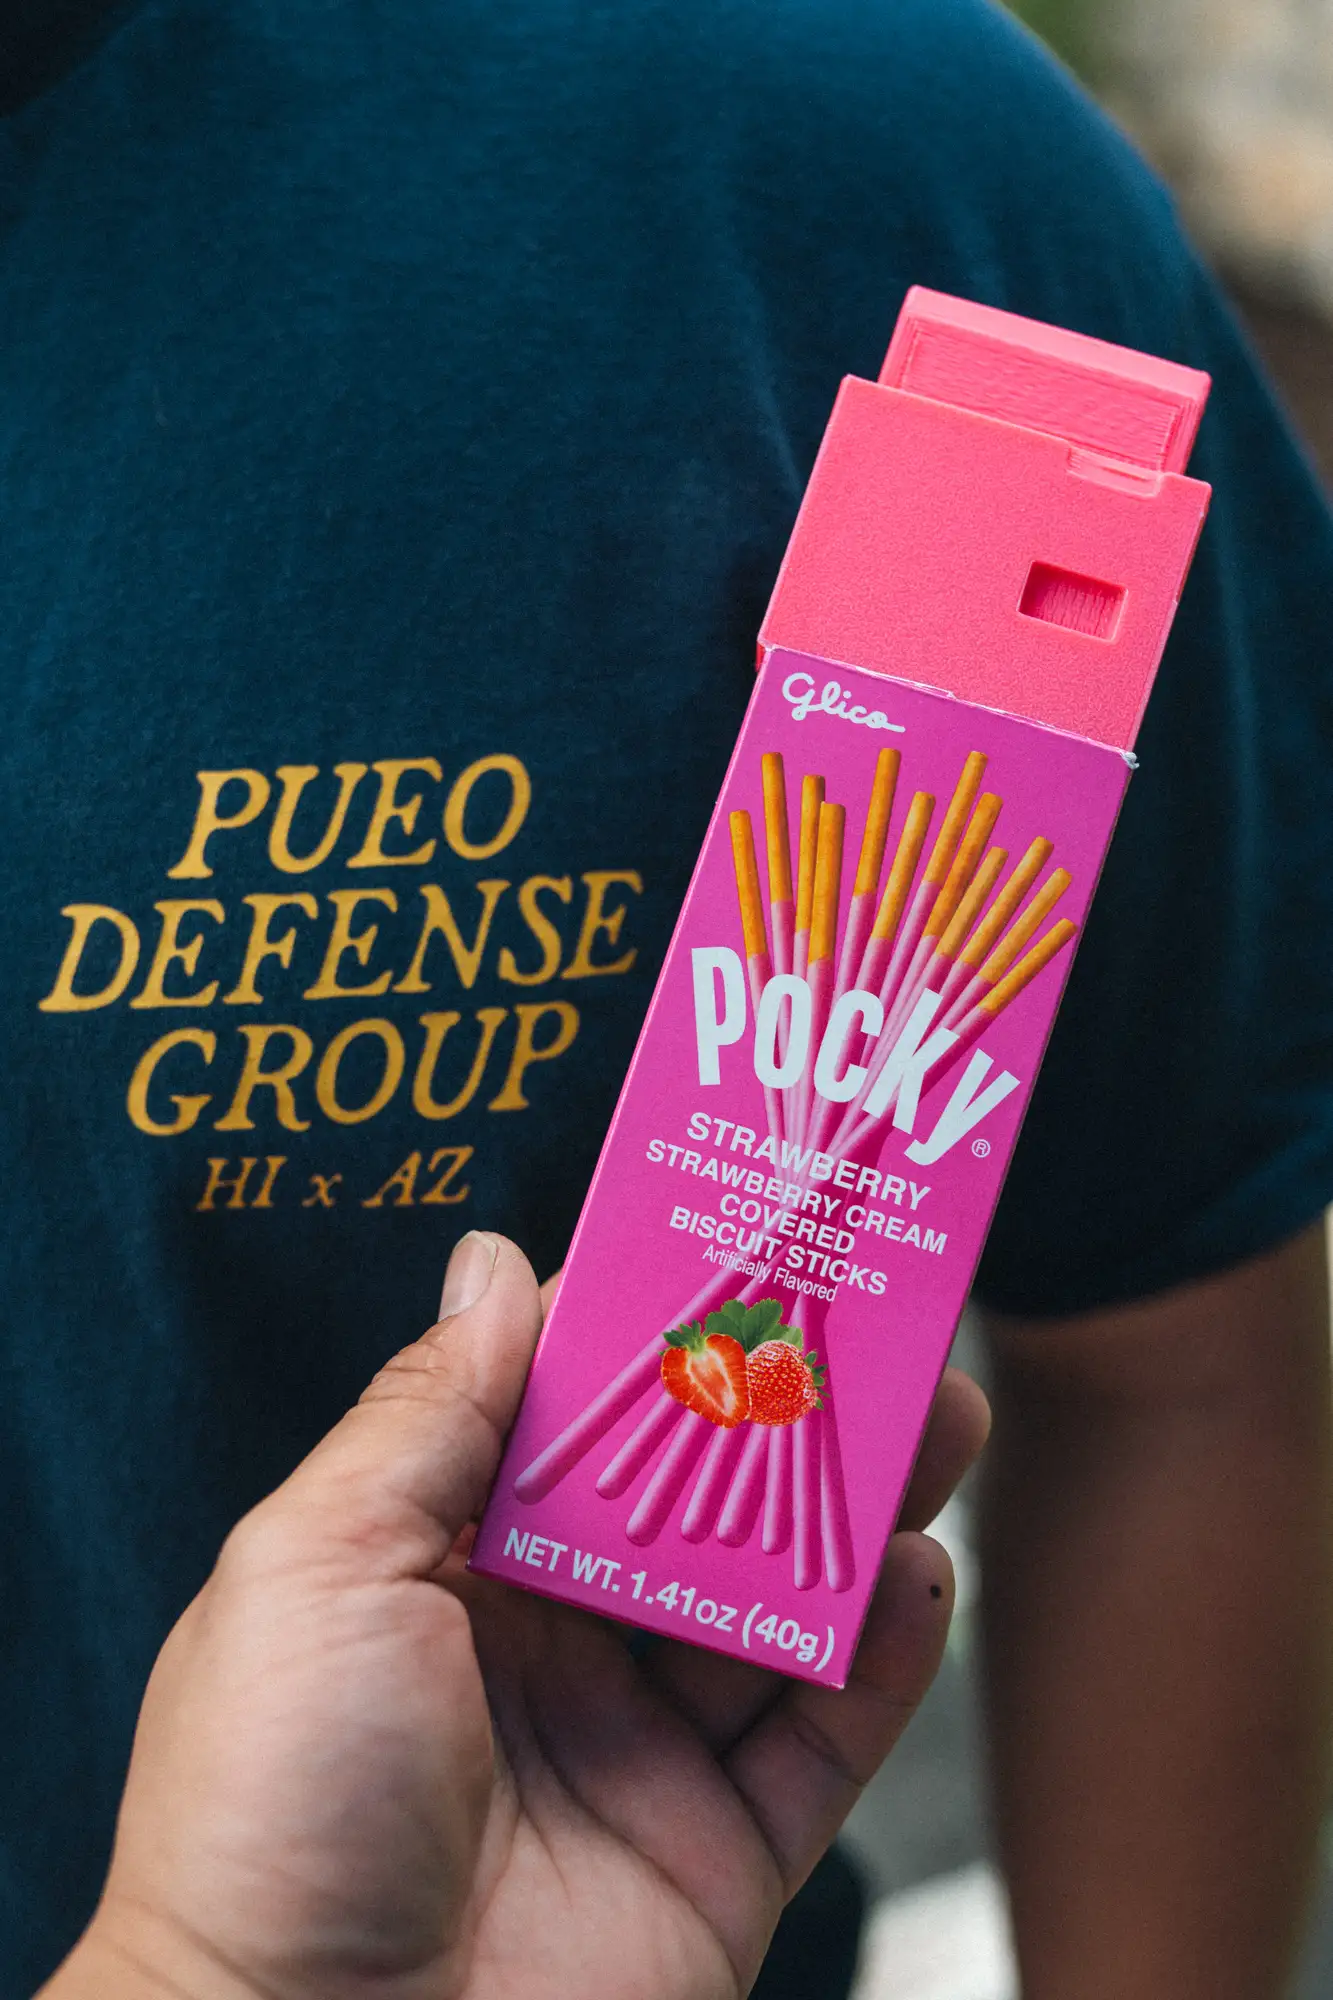 PUEO
DEFENSE
GROUP
HI x AZ
Glico
Pocky®
STRAWBERRY
STRAWBERRY CREAM
COVERED
BISCUIT STICKS
Artificially Flavored
NET WT. 1.41oz (40g)